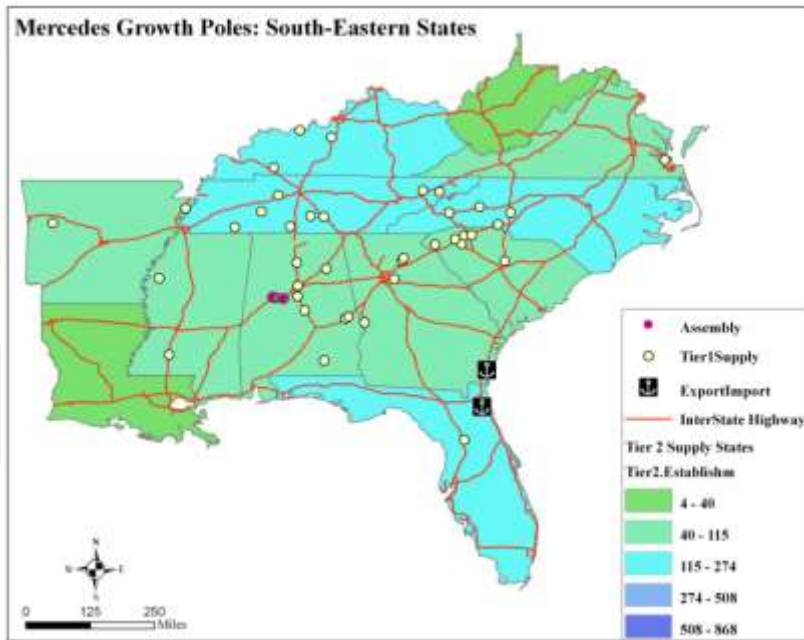 Mercedes Growth Poles: South-Eastern States
Assembly
Tier1Supply
ExportImport
InterState Highway
Tier 2 Supply States
Tier2.Establishm
4 - 40
40 - 115
115 - 274
274 - 508
508 - 868
N
W
E
S
0 125 250
Miles